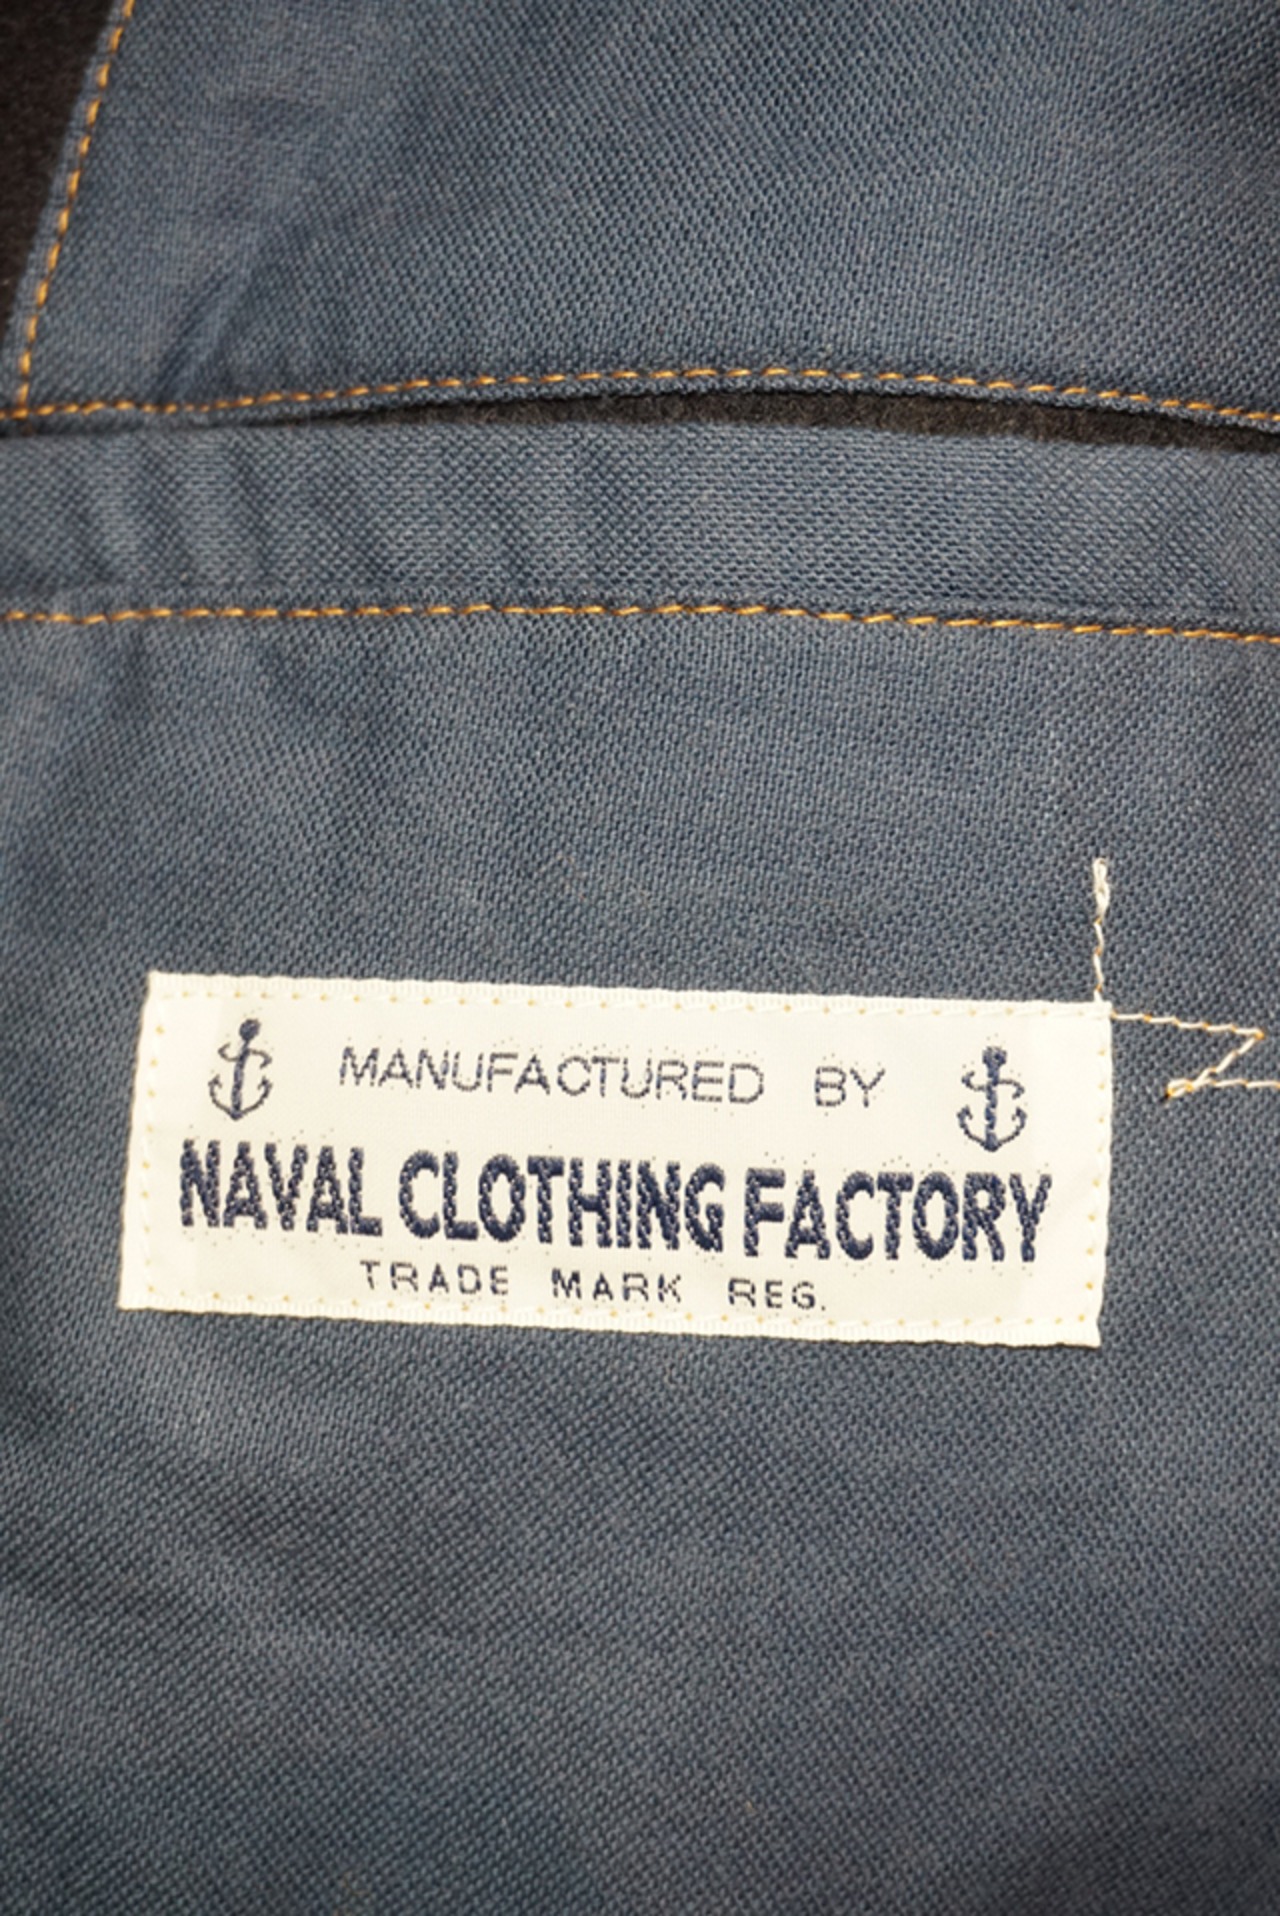 MANUFACTURED BY
NAVAL CLOTHING FACTORY
TRADE MARK REG.